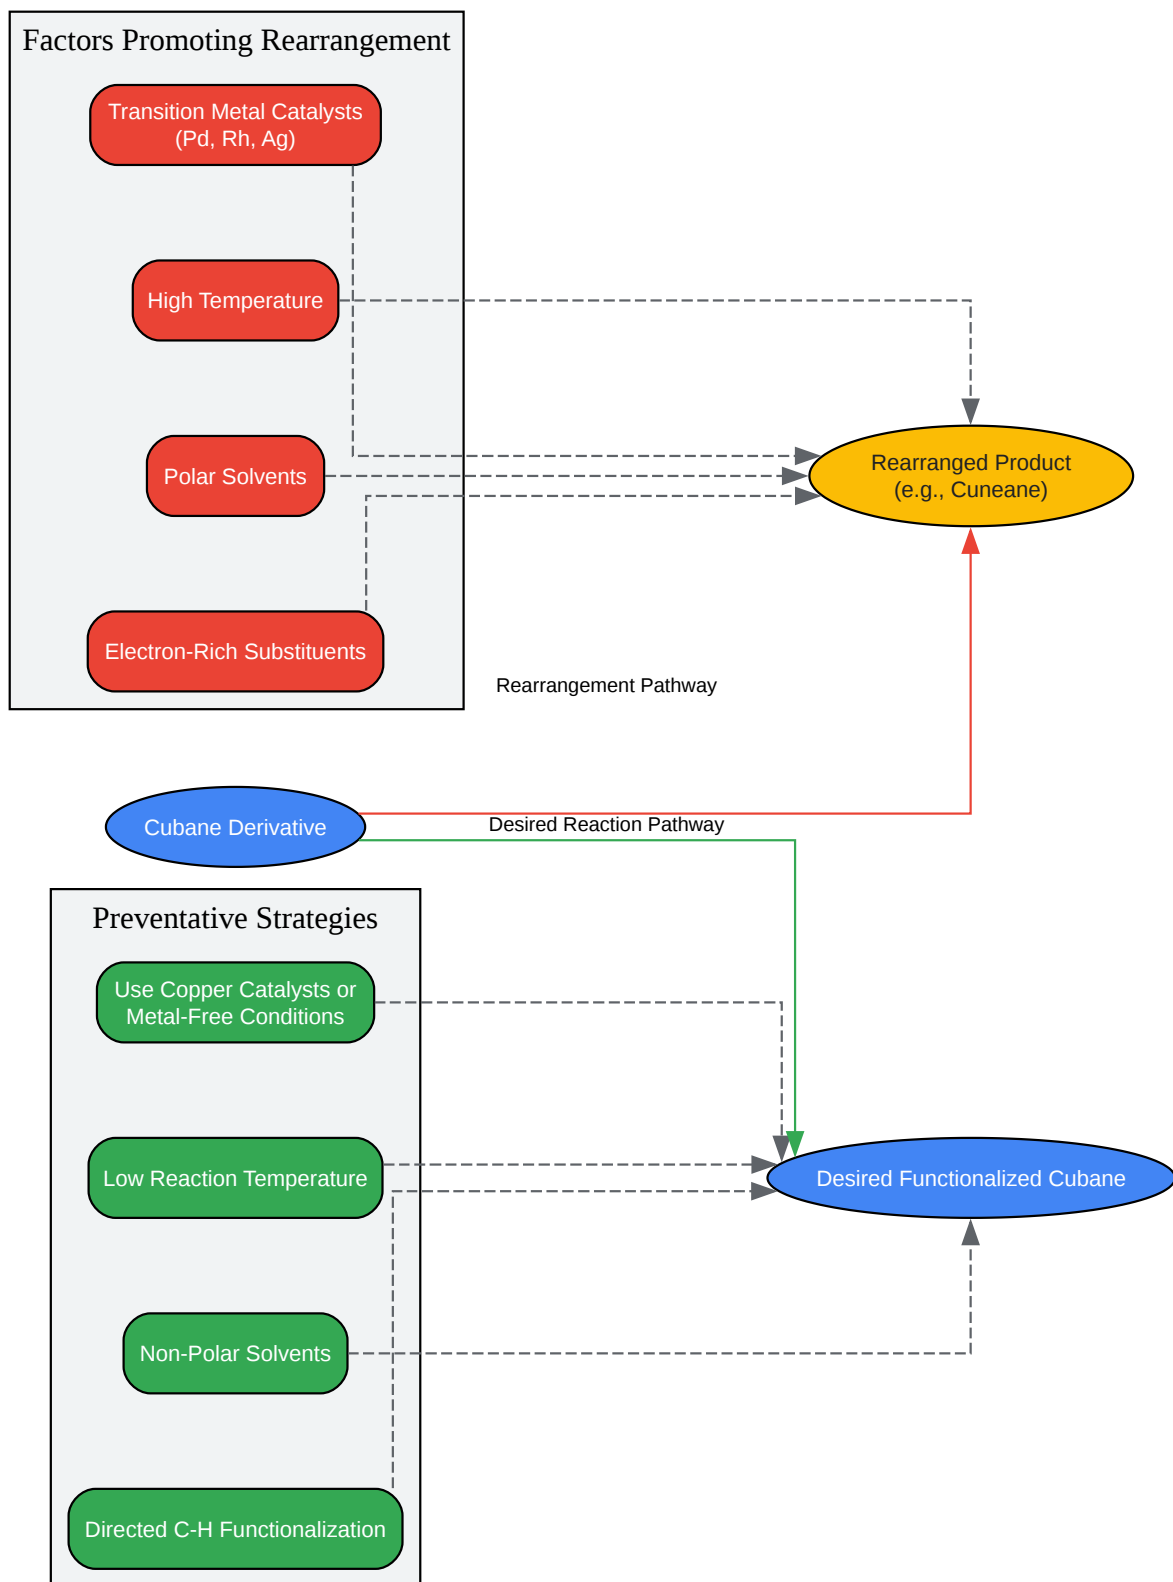 Factors Promoting Rearrangement
Transition Metal Catalysts
(Pd, Rh, Ag)
High Temperature
Polar Solvents
Rearranged Product
(e.g., Cuneane)
Electron-Rich Substituents
Rearrangement Pathway
Cubane Derivative
Desired Reaction Pathway
Preventative Strategies
Use Copper Catalysts or
Metal-Free Conditions
Low Reaction Temperature
Desired Functionalized Cubane
Non-Polar Solvents
Directed C-H Functionalization